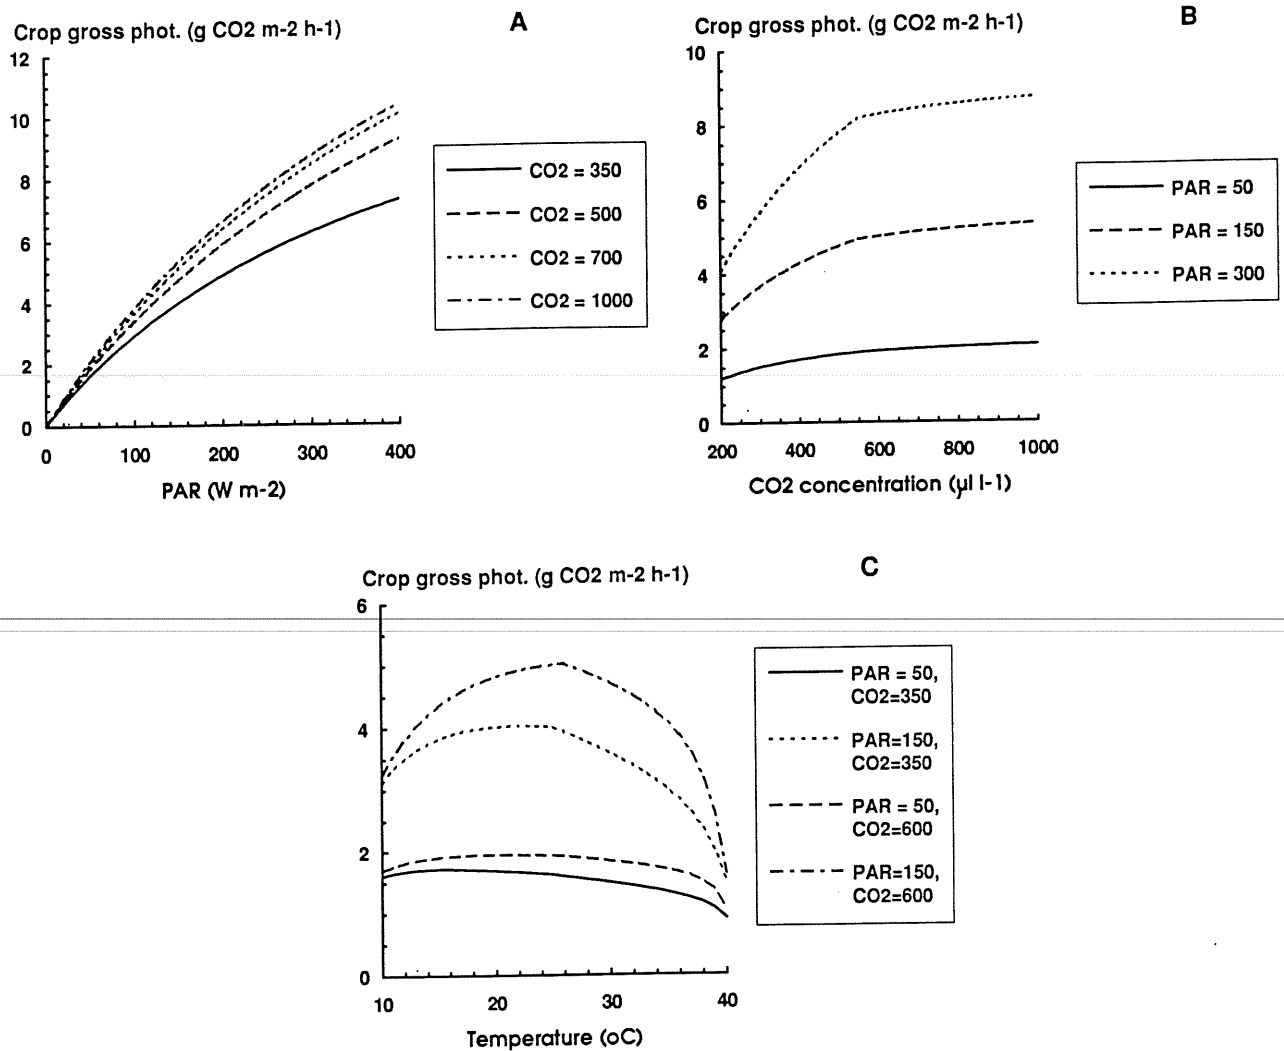 A
Crop gross phot. (g CO2 m-2 h-1)
12
10
8
6
4
2
0
0 100 200 300 400
PAR (W m-2)
CO2 = 350
CO2 = 500
CO2 = 700
CO2 = 1000
B
Crop gross phot. (g CO2 m-2 h-1)
10
8
6
4
2
0
200 400 600 800 1000
CO2 concentration (µl l-1)
PAR = 50
PAR = 150
PAR = 300
C
Crop gross phot. (g CO2 m-2 h-1)
6
4
2
0
10 20 30 40
Temperature (oC)
PAR = 50,
CO2=350
PAR=150,
CO2=350
PAR = 50,
CO2=600
PAR=150,
CO2=600